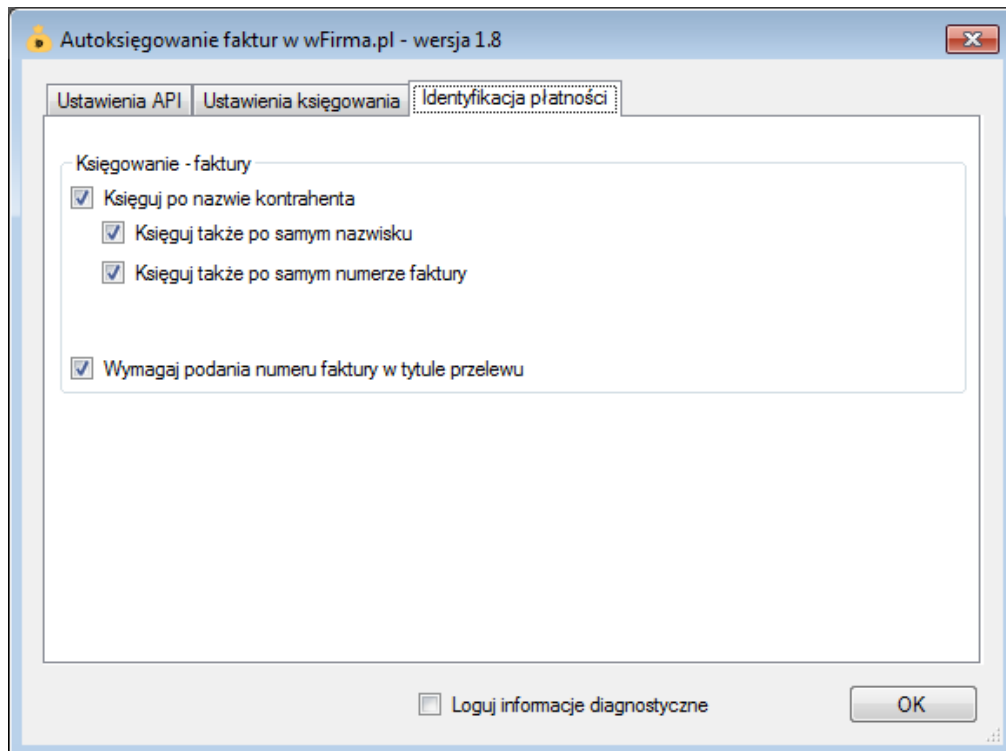 Autoksięgowanie faktur w wFirma.pl - wersja 1.8
Ustawienia API Ustawienia księgowania Identyfikacja płatności
Księgowanie - faktury
Księguj po nazwie kontrahenta
Księguj także po samym nazwisku
Księguj także po samym numerze faktury
Wymagaj podania numeru faktury w tytule przelewu
Loguj informacje diagnostyczne OK